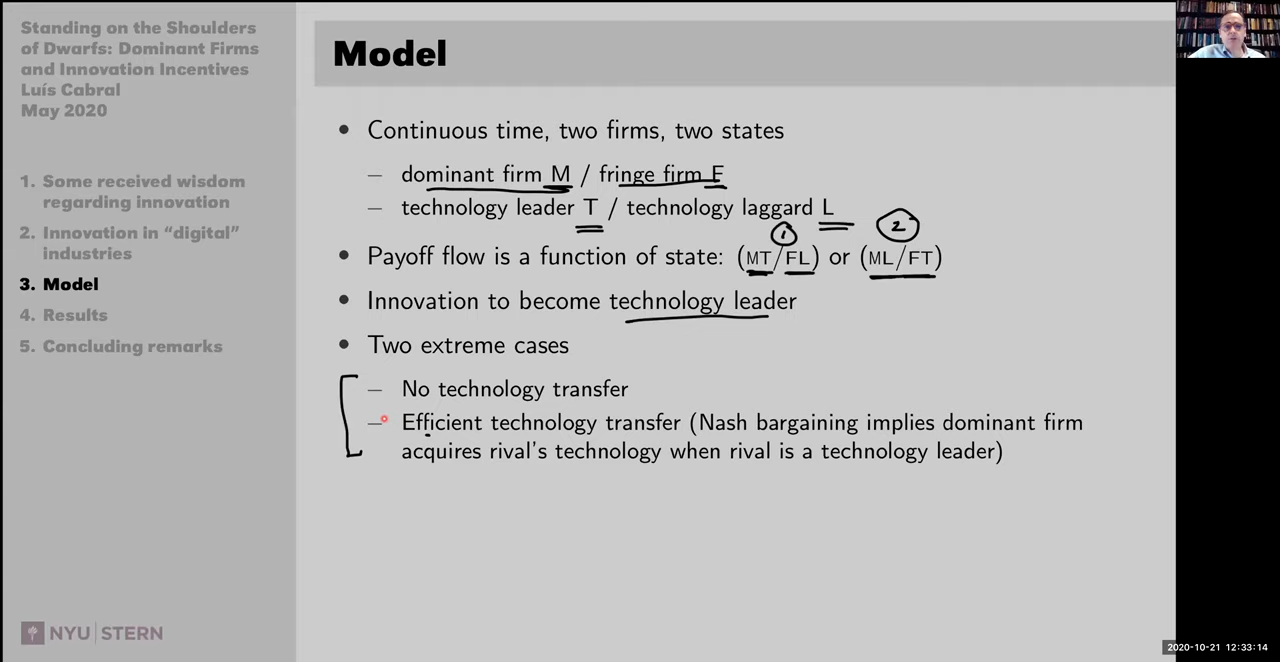 Standing on the Shoulders
of Dwarfs: Dominant Firms
and Innovation Incentives
Luís Cabral
May 2020
1. Some received wisdom
regarding innovation
2. Innovation in “digital”
industries
3. Model
4. Results
5. Concluding remarks
NYU STERN
Model
• Continuous time, two firms, two states
– dominant firm M / fringe firm F
– technology leader T / technology laggard L
1 2
• Payoff flow is a function of state: (MT/FL) or (ML/FT)
• Innovation to become technology leader
• Two extreme cases
– No technology transfer
– Efficient technology transfer (Nash bargaining implies dominant firm
acquires rival's technology when rival is a technology leader)
2020-10-21 12:33:14